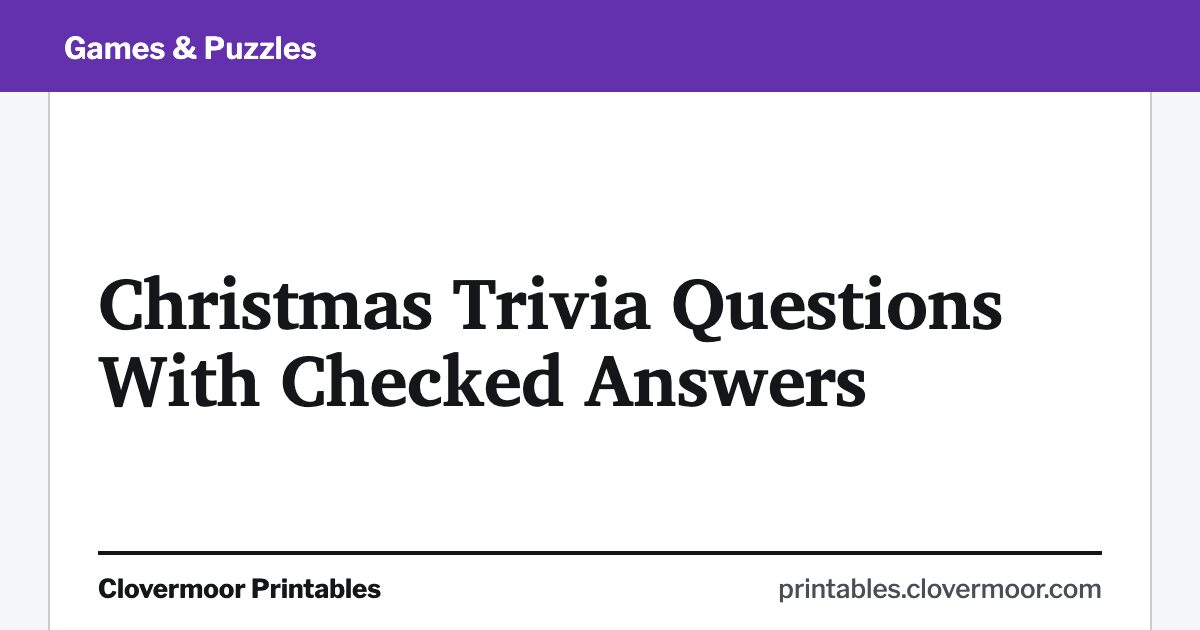 Games & Puzzles
Christmas Trivia Questions
With Checked Answers
Clovermoor Printables
printables.clovermoor.com